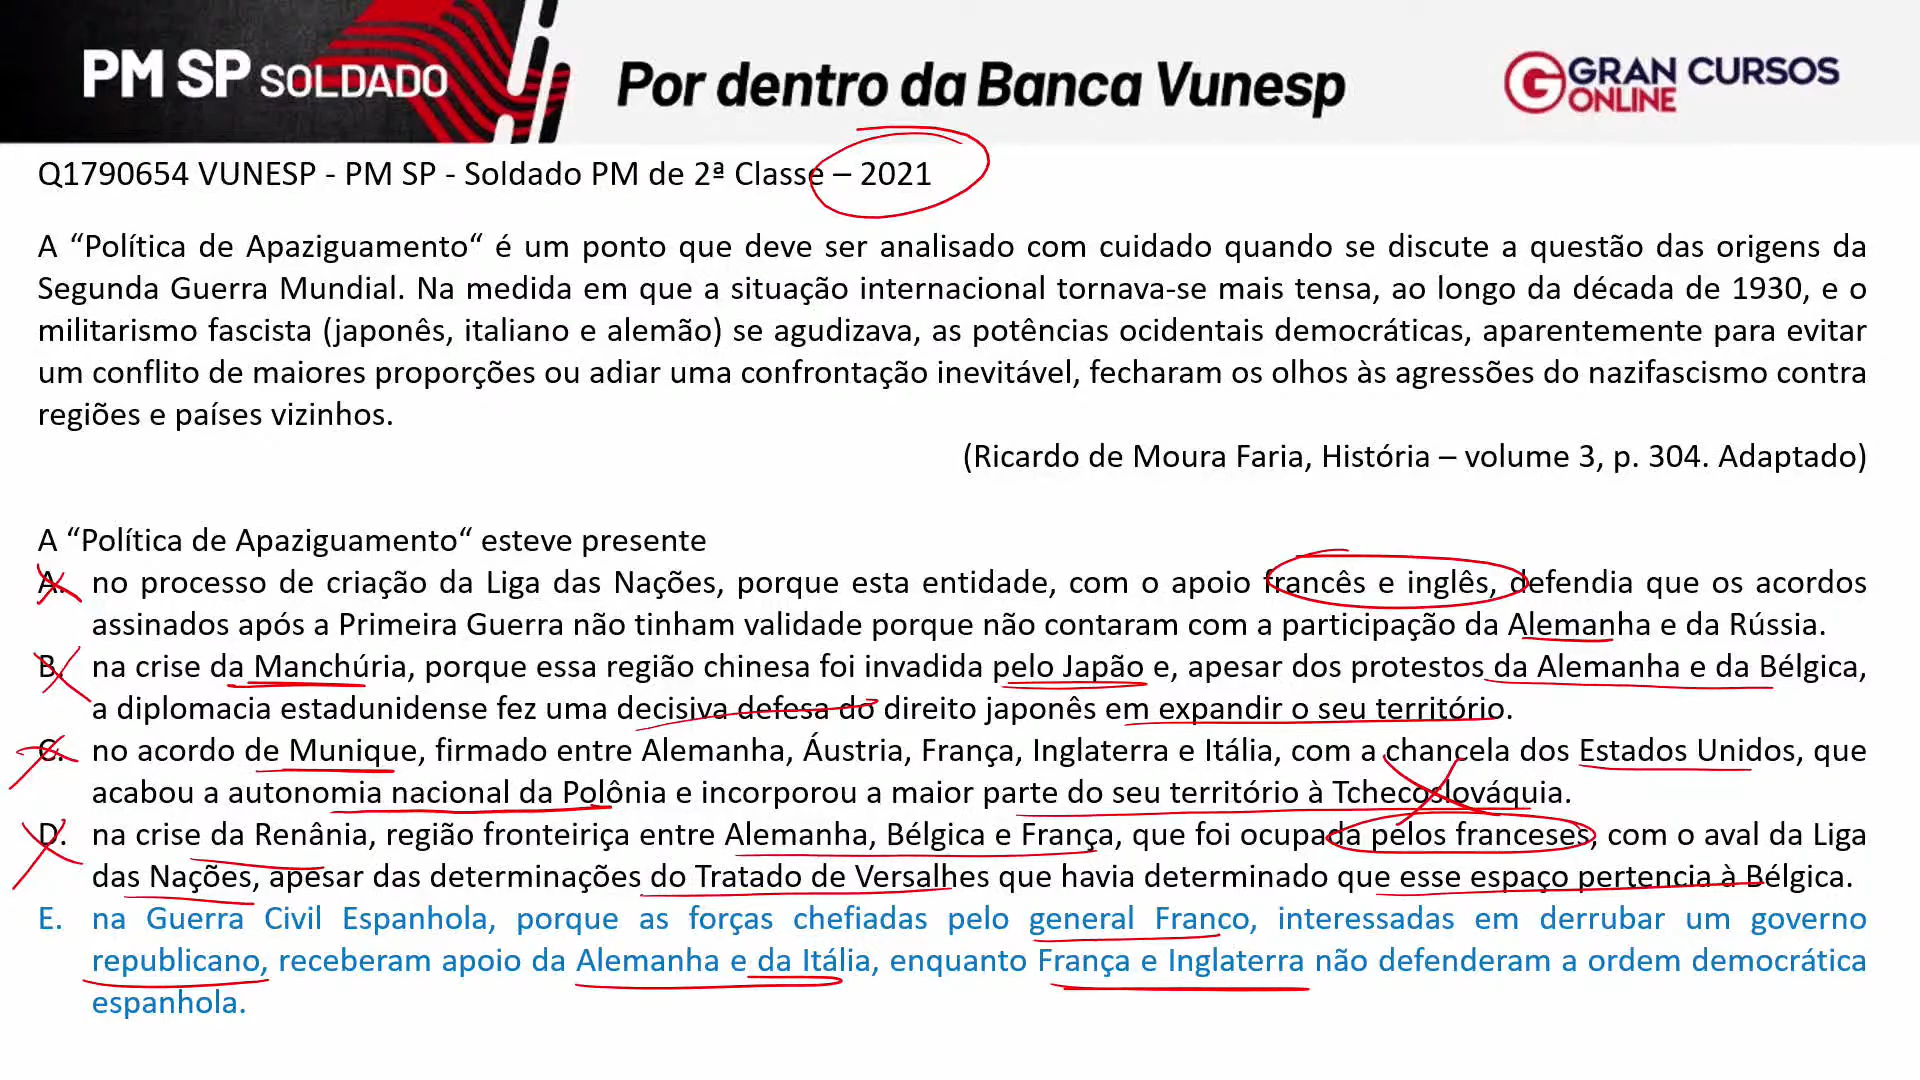 PM SP SOLDADO
Por dentro da Banca Vunesp
GRAN CURSOS
ONLINE
Q1790654 VUNESP - PM SP - Soldado PM de 2ª Classe – 2021
A “Política de Apaziguamento“ é um ponto que deve ser analisado com cuidado quando se discute a questão das origens da
Segunda Guerra Mundial. Na medida em que a situação internacional tornava-se mais tensa, ao longo da década de 1930, e o
militarismo fascista (japonês, italiano e alemão) se agudizava, as potências ocidentais democráticas, aparentemente para evitar
um conflito de maiores proporções ou adiar uma confrontação inevitável, fecharam os olhos às agressões do nazifascismo contra
regiões e países vizinhos.
(Ricardo de Moura Faria, História – volume 3, p. 304. Adaptado)
A “Política de Apaziguamento“ esteve presente
A. no processo de criação da Liga das Nações, porque esta entidade, com o apoio francês e inglês, defendia que os acordos
assinados após a Primeira Guerra não tinham validade porque não contaram com a participação da Alemanha e da Rússia.
B. na crise da Manchúria, porque essa região chinesa foi invadida pelo Japão e, apesar dos protestos da Alemanha e da Bélgica,
a diplomacia estadunidense fez uma decisiva defesa do direito japonês em expandir o seu território.
C. no acordo de Munique, firmado entre Alemanha, Áustria, França, Inglaterra e Itália, com a chancela dos Estados Unidos, que
acabou a autonomia nacional da Polônia e incorporou a maior parte do seu território à Tchecoslováquia.
D. na crise da Renânia, região fronteiriça entre Alemanha, Bélgica e França, que foi ocupada pelos franceses, com o aval da Liga
das Nações, apesar das determinações do Tratado de Versalhes que havia determinado que esse espaço pertencia à Bélgica.
E. na Guerra Civil Espanhola, porque as forças chefiadas pelo general Franco, interessadas em derrubar um governo
republicano, receberam apoio da Alemanha e da Itália, enquanto França e Inglaterra não defenderam a ordem democrática
espanhola.